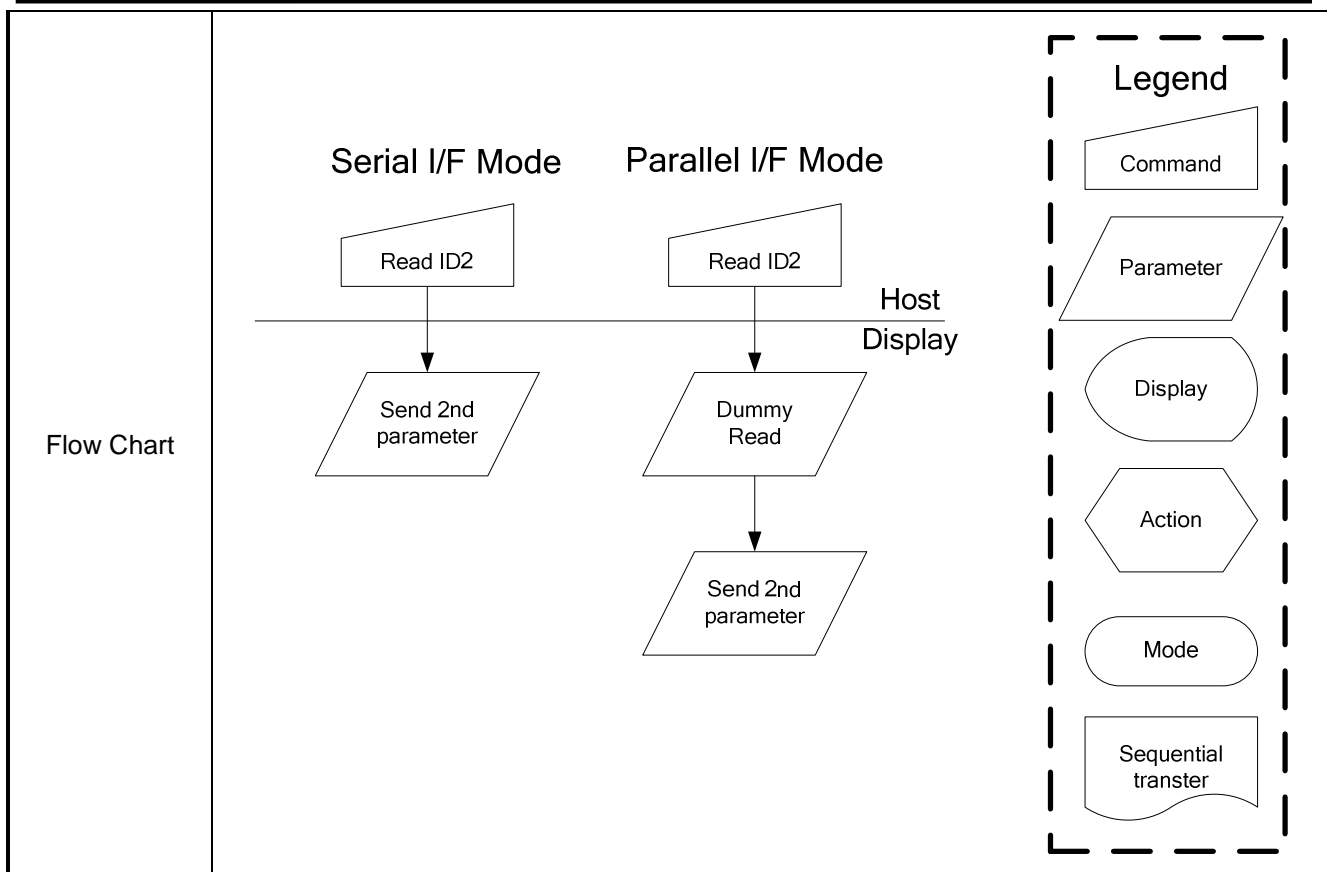 Flow Chart
Serial I/F Mode
Read ID2
Send 2nd
parameter
Parallel I/F Mode
Read ID2
Host
Display
Dummy
Read
Send 2nd
parameter
Legend
Command
Parameter
Display
Action
Mode
Sequential
transter